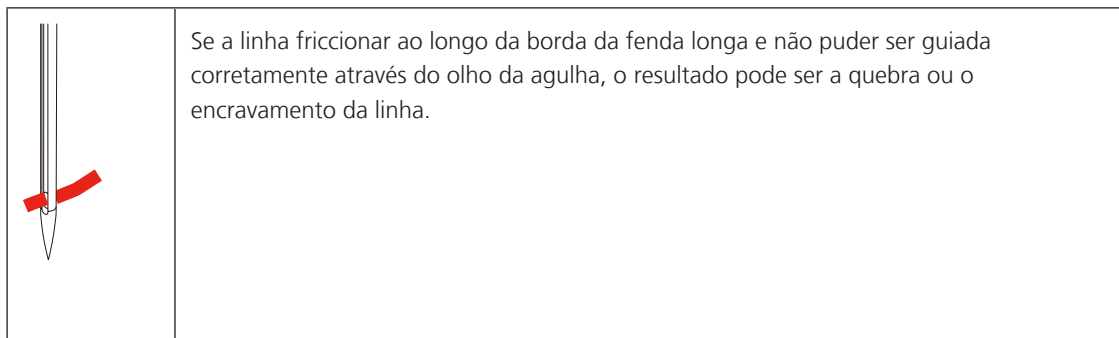 Se a linha friccionar ao longo da borda da fenda longa e não puder ser guiada
corretamente através do olho da agulha, o resultado pode ser a quebra ou o
encravamento da linha.